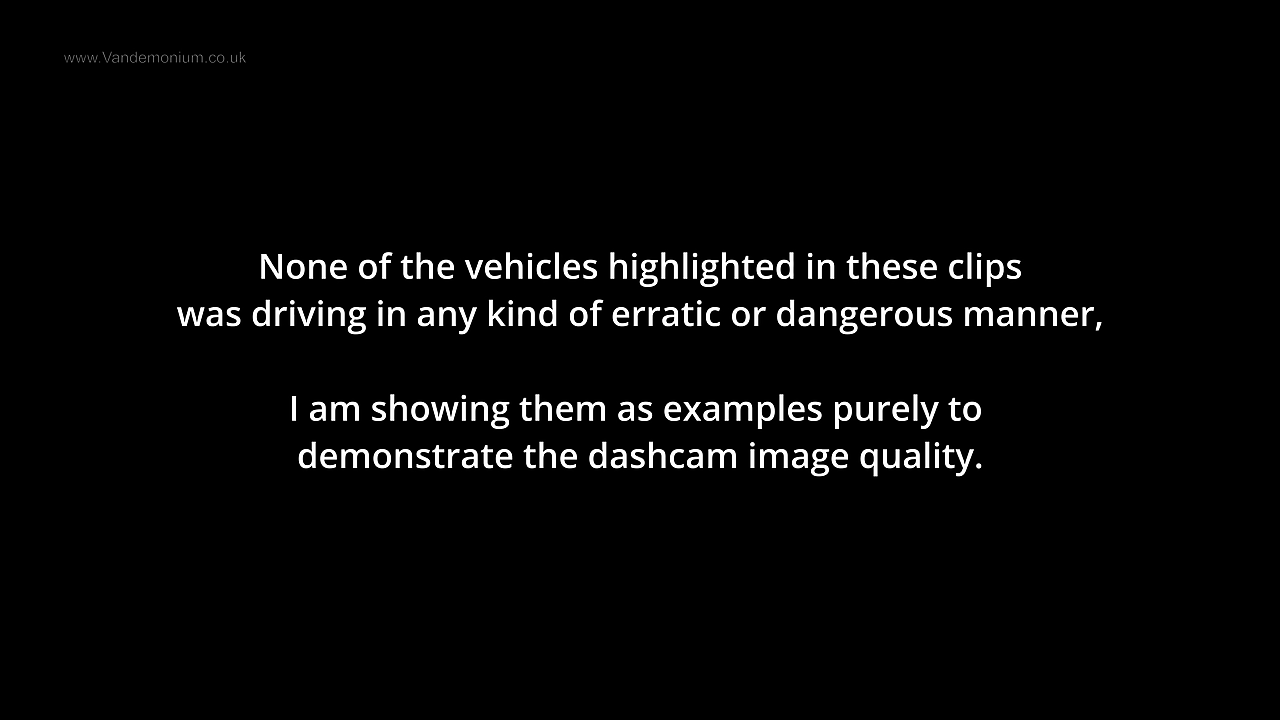 www.Vandemonium.co.uk
None of the vehicles highlighted in these clips
was driving in any kind of erratic or dangerous manner,
I am showing them as examples purely to
demonstrate the dashcam image quality.